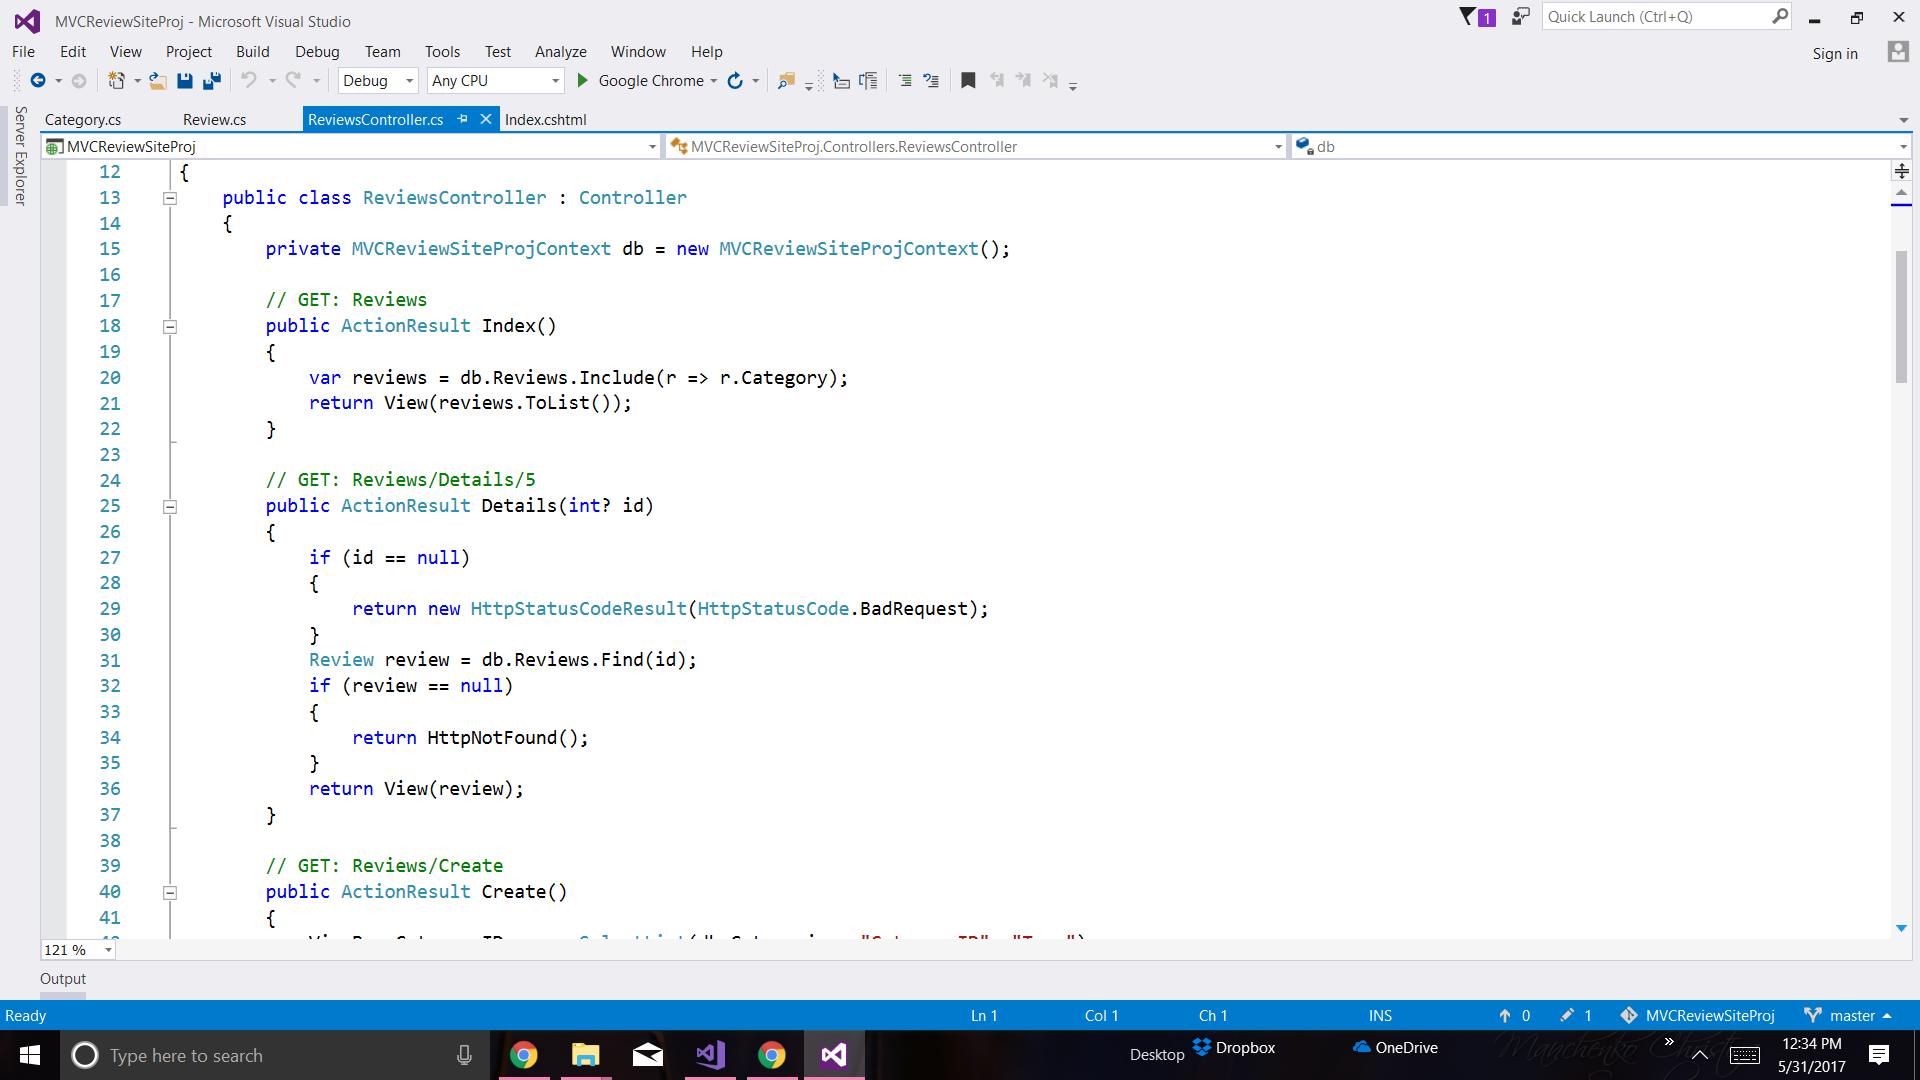 MVCReviewSiteProj - Microsoft Visual Studio
1
Quick Launch (Ctrl+Q)
File Edit View Project Build Debug Team Tools Test Analyze Window Help
Sign in
Debug Any CPU Google Chrome
Server Explorer
Category.cs Review.cs ReviewsController.cs Index.cshtml
MVCReviewSiteProj MVCReviewSiteProj.Controllers.ReviewsController db
12 {
13 public class ReviewsController : Controller
14 {
15 private MVCReviewSiteProjContext db = new MVCReviewSiteProjContext();
16
17 // GET: Reviews
18 public ActionResult Index()
19 {
20 var reviews = db.Reviews.Include(r => r.Category);
21 return View(reviews.ToList());
22 }
23
24 // GET: Reviews/Details/5
25 public ActionResult Details(int? id)
26 {
27 if (id == null)
28 {
29 return new HttpStatusCodeResult(HttpStatusCode.BadRequest);
30 }
31 Review review = db.Reviews.Find(id);
32 if (review == null)
33 {
34 return HttpNotFound();
35 }
36 return View(review);
37 }
38
39 // GET: Reviews/Create
40 public ActionResult Create()
41 {
121 %
Output
Ready Ln 1 Col 1 Ch 1 INS 0 1 MVCReviewSiteProj master
Type here to search
Desktop Dropbox OneDrive
Manchenko
12:34 PM
5/31/2017